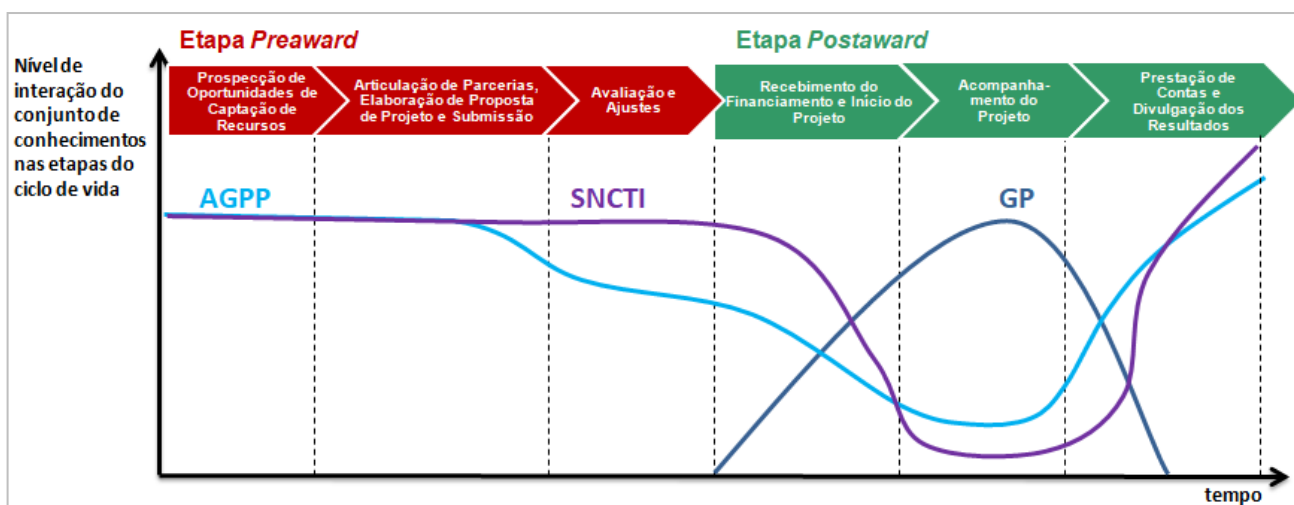 Etapa Preaward
Etapa Postaward
Nível de
interação do
conjunto de
conhecimentos
nas etapas do
ciclo de vida
Prospecção de
Oportunidades de
Captação de
Recursos
Articulação de Parcerias,
Elaboração de Proposta
de Projeto e Submissão
Avaliação e
Ajustes
Recebimento do
Financiamento e Início do
Projeto
Acompanha-
mento do
Projeto
Prestação de
Contas e
Divulgação dos
Resultados
AGPP
SNCTI
GP
tempo